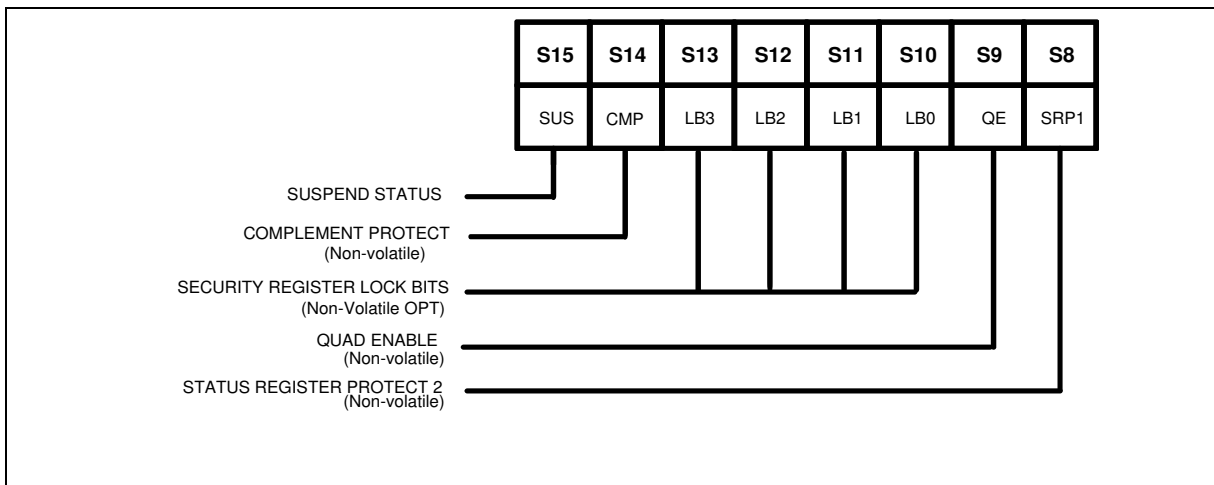 S15 S14 S13 S12 S11 S10 S9 S8
SUS CMP LB3 LB2 LB1 LB0 QE SRP1
SUSPEND STATUS
COMPLEMENT PROTECT
(Non-volatile)
SECURITY REGISTER LOCK BITS
(Non-Volatile OPT)
QUAD ENABLE
(Non-volatile)
STATUS REGISTER PROTECT 2
(Non-volatile)